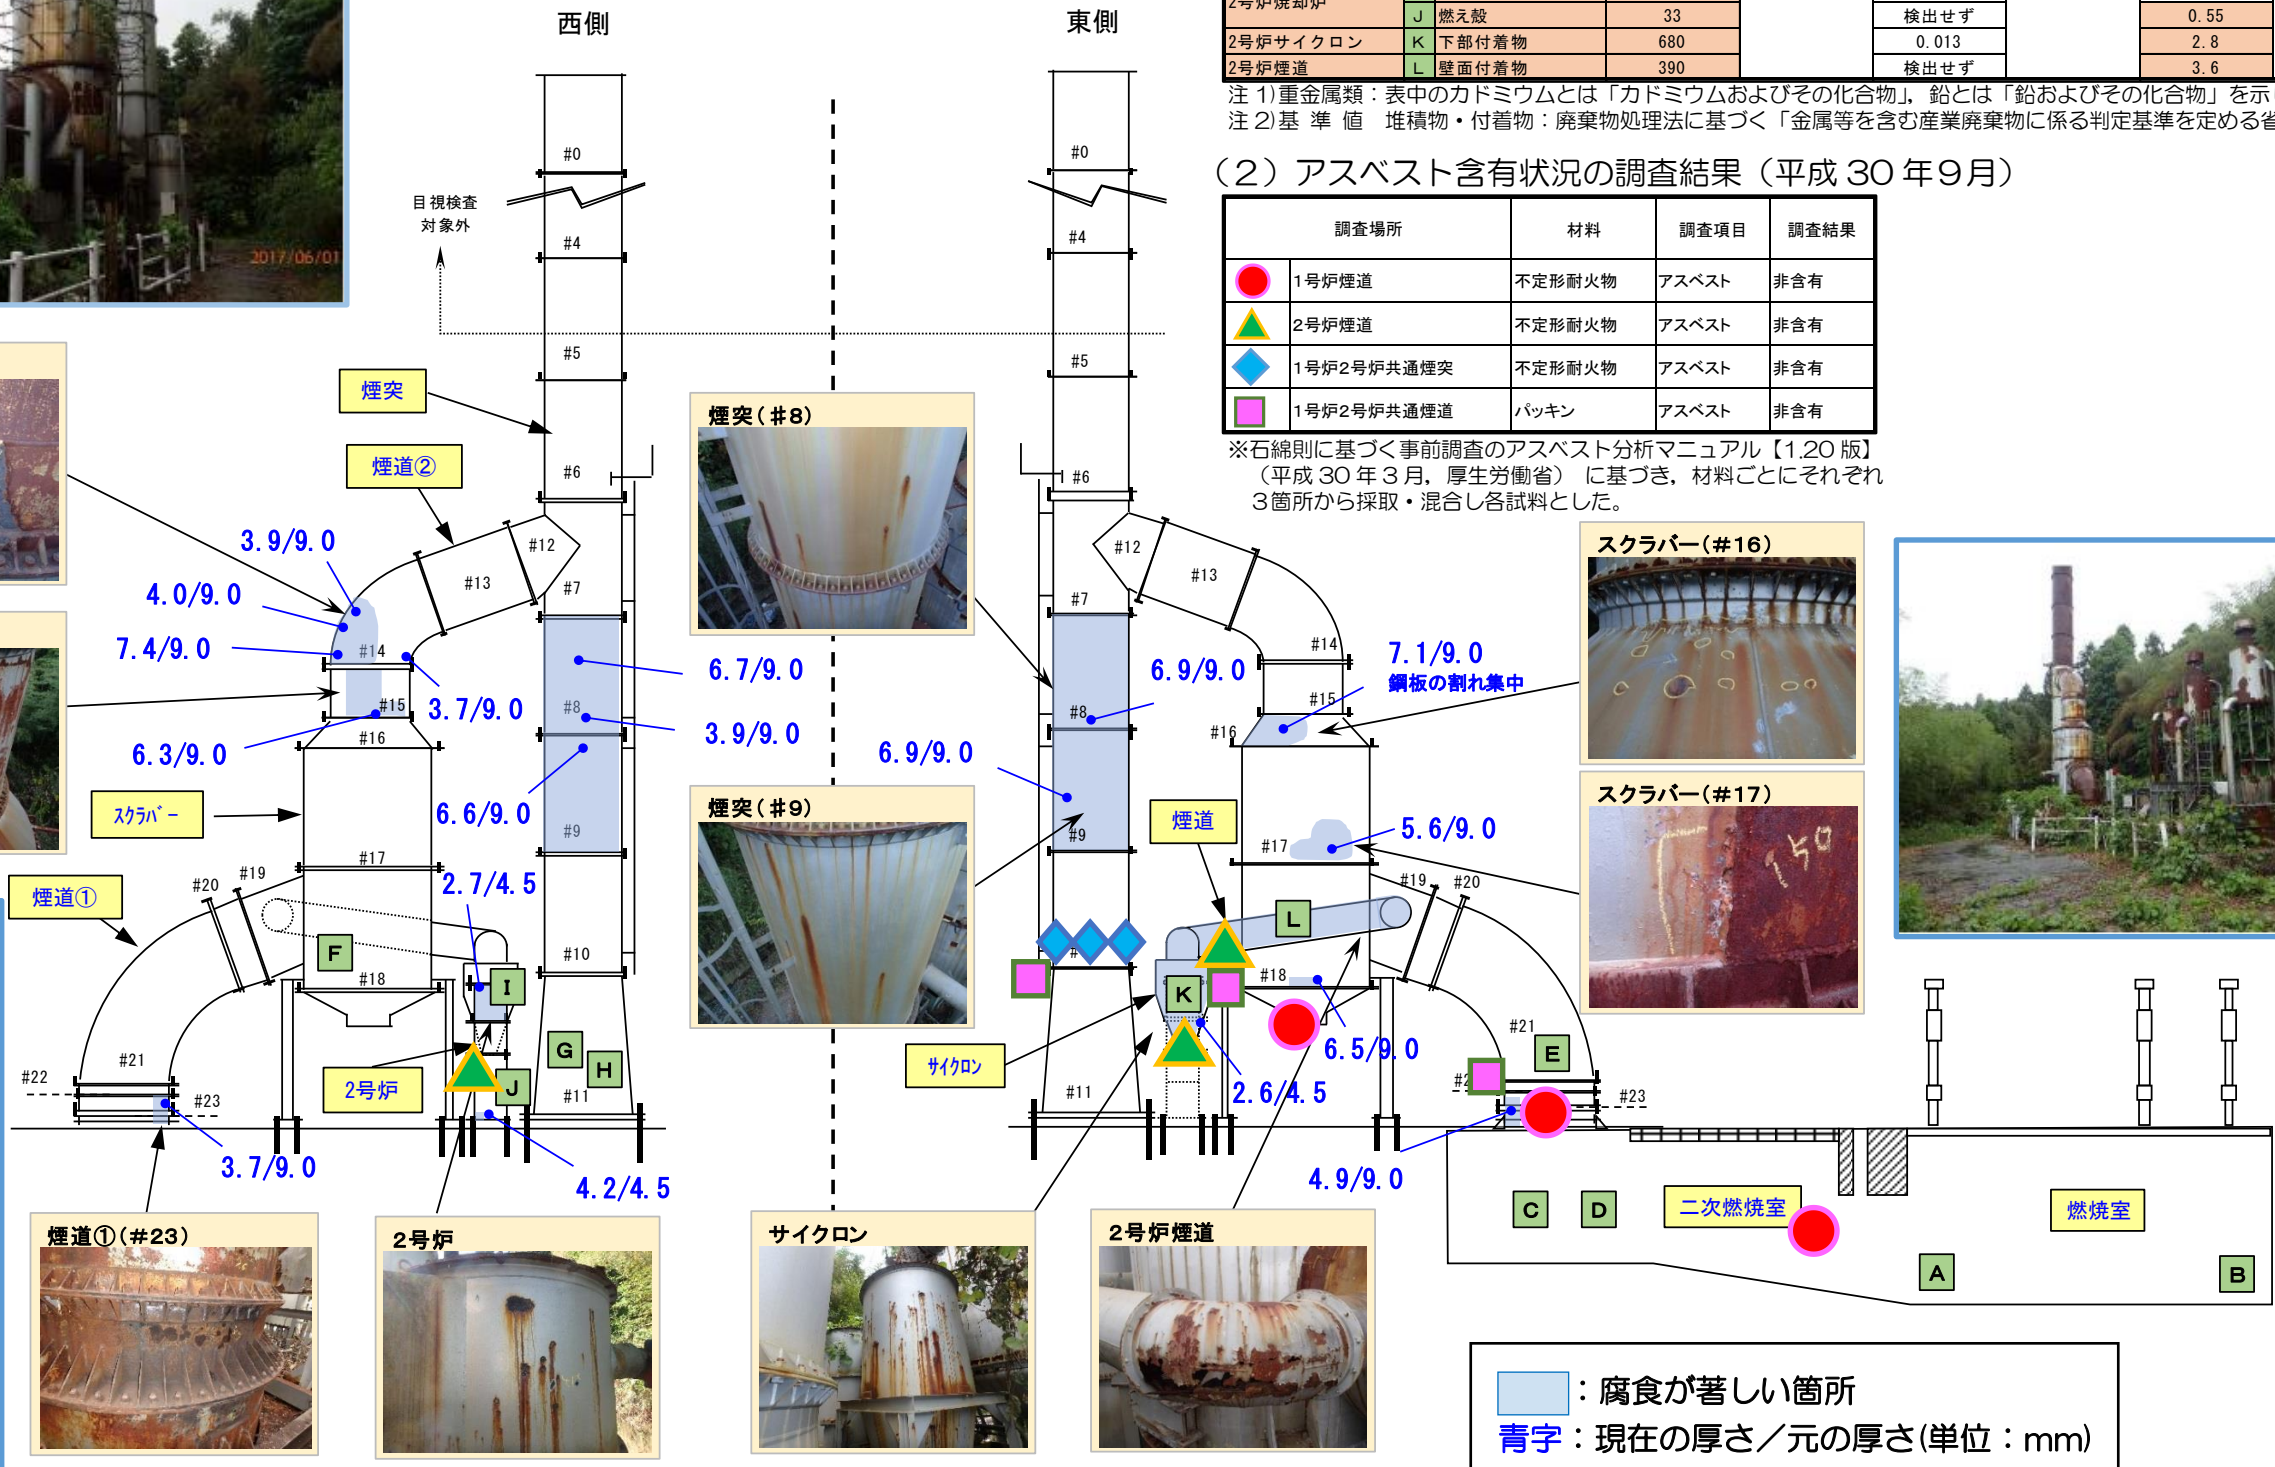 2号炉焼却炉
J 燃え殻 33 検出せず 0.55
2号炉サイクロン K 下部付着物 680 0.013 2.8
2号炉煙道 L 壁面付着物 390 検出せず 3.6
注 1)重金属類：表中のカドミウムとは「カドミウムおよびその化合物」，鉛とは「鉛およびその化合物」を示
注 2)基 準 値　堆積物・付着物：廃棄物処理法に基づく「金属等を含む産業廃棄物に係る判定基準を定める省
（2）アスベスト含有状況の調査結果（平成 30 年９月）
調査場所 材料 調査項目 調査結果
1号炉煙道 不定形耐火物 アスベスト 非含有
2号炉煙道 不定形耐火物 アスベスト 非含有
1号炉2号炉共通煙突 不定形耐火物 アスベスト 非含有
1号炉2号炉共通煙道 パッキン アスベスト 非含有
※石綿則に基づく事前調査のアスベスト分析マニュアル【1.20 版】
（平成 30 年 3 月，厚生労働省） に基づき，材料ごとにそれぞれ
３箇所から採取・混合し各試料とした。
2017/06/01
西側
目視検査
対象外
#0
#4
#5
煙突
#6
煙道②
#12
#13
#7
3.9/9.0
4.0/9.0
7.4/9.0
#14
3.7/9.0
#15
6.3/9.0
#16
6.7/9.0
#8
3.9/9.0
6.6/9.0
#9
ｽｸﾗﾊﾞｰ
#17
2.7/4.5
煙道①
#20
#19
F
#18
I
#10
G
H
J
#11
2号炉
#21
#22
#23
3.7/9.0
4.2/4.5
煙道①(#23)
2号炉
煙突(♯8)
煙突(♯9)
東側
#0
#4
#5
#6
#12
#13
#7
#14
#15
6.9/9.0
#8
7.1/9.0
鋼板の割れ集中
#16
6.9/9.0
#9
煙道
#17
5.6/9.0
#19
#20
L
K
#18
6.5/9.0
2.6/4.5
ｻｲｸﾛﾝ
#11
#21
E
#23
4.9/9.0
スクラバー(#16)
スクラバー(#17)
150
C
D
二次燃焼室
燃焼室
A
B
サイクロン
2号炉煙道
：腐食が著しい箇所
青字：現在の厚さ／元の厚さ(単位：mm)